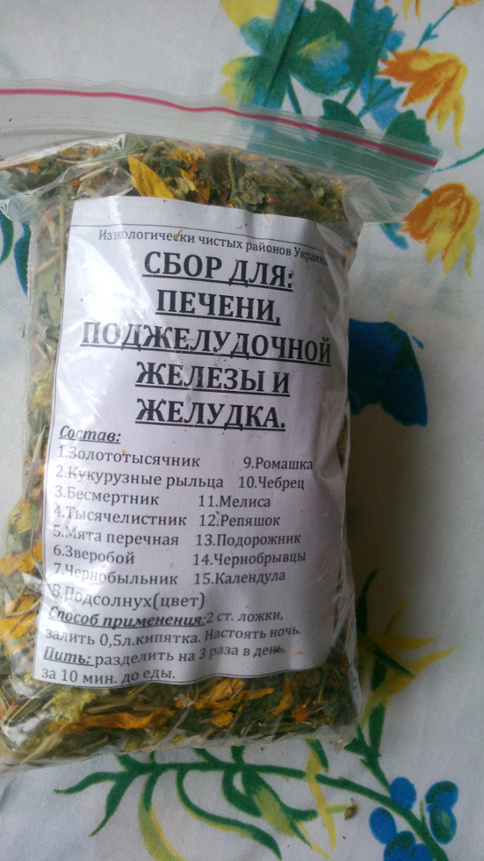 Изэкологически чистых районов Украины
СБОР ДЛЯ:
ПЕЧЕНИ,
ПОДЖЕЛУДОЧНОЙ
ЖЕЛЕЗЫ И
ЖЕЛУДКА.
Состав:
1.Золототысячник 9.Ромашка
2.Кукурузные рыльца 10.Чебрец
3.Бесмертник 11.Мелиса
4.Тысячелистник 12.Репяшок
5.Мята перечная 13.Подорожник
6.Зверобой 14.Чернобрывцы
7.Чернобыльник 15.Календула
8.Подсолнух(цвет)
Способ применения:2 ст. ложки,
залить 0,5л.кипятка. Настоять ночь.
Пить: разделить на 3 раза в день,
за 10 мин. до еды.